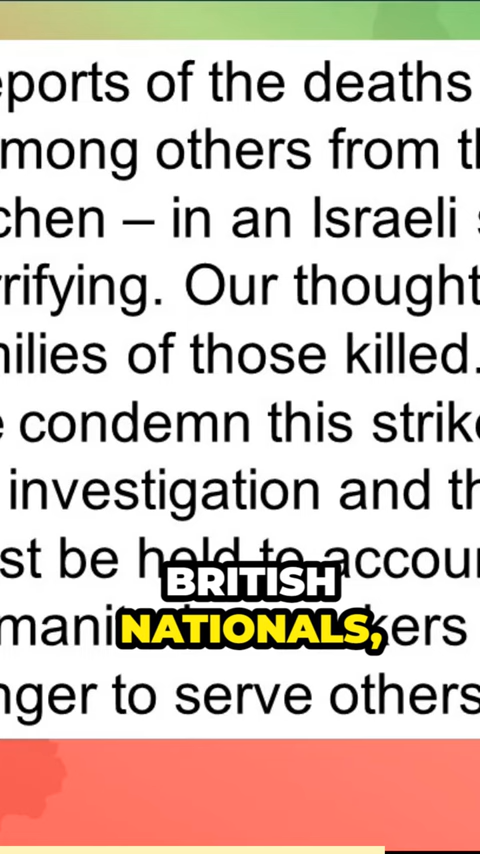 eports of the deaths
mong others from th
chen – in an Israeli s
rrifying. Our thought
nilies of those killed.
e condemn this strike
investigation and th
st be held to accour
mani kers
nger to serve others
BRITISH
NATIONALS,